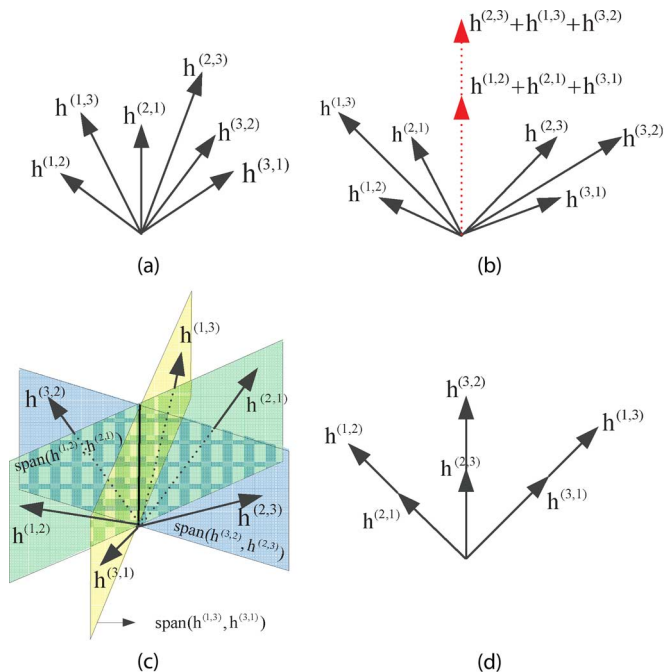 h^(2,3)
h^(1,3)
h^(2,1)
h^(3,2)
h^(1,2)
h^(3,1)
(a)
h^(2,3)+h^(1,3)+h^(3,2)
h^(1,2)+h^(2,1)+h^(3,1)
h^(1,3)
h^(2,1)
h^(2,3)
h^(3,2)
h^(1,2)
h^(3,1)
(b)
h^(1,3)
h^(3,2)
h^(2,1)
span(h^(1,2),h^(2,1))
h^(1,2)
h^(2,3)
span(h^(3,2),h^(2,3))
h^(3,1)
span(h^(1,3),h^(3,1))
(c)
h^(3,2)
h^(1,2)
h^(1,3)
h^(2,3)
h^(2,1)
h^(3,1)
(d)